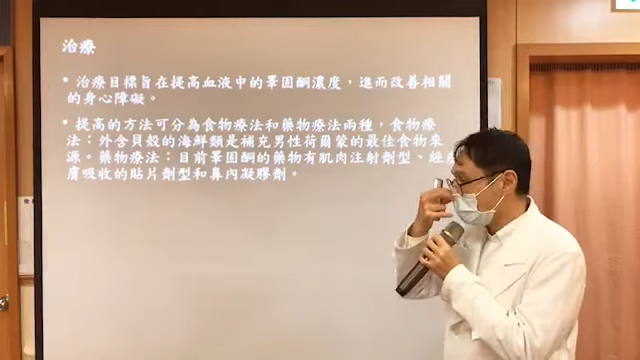 治療
• 治療目標旨在提高血液中的睪固酮濃度，進而改善相關
的身心障礙。
• 提高的方法可分為食物療法和藥物療法兩種，食物療
法：外含貝殼的海鮮類是補充男性荷爾蒙的最佳食物來
源。藥物療法：目前睪固酮的藥物有肌肉注射劑型、經皮
膚吸收的貼片劑型和鼻內凝膠劑。